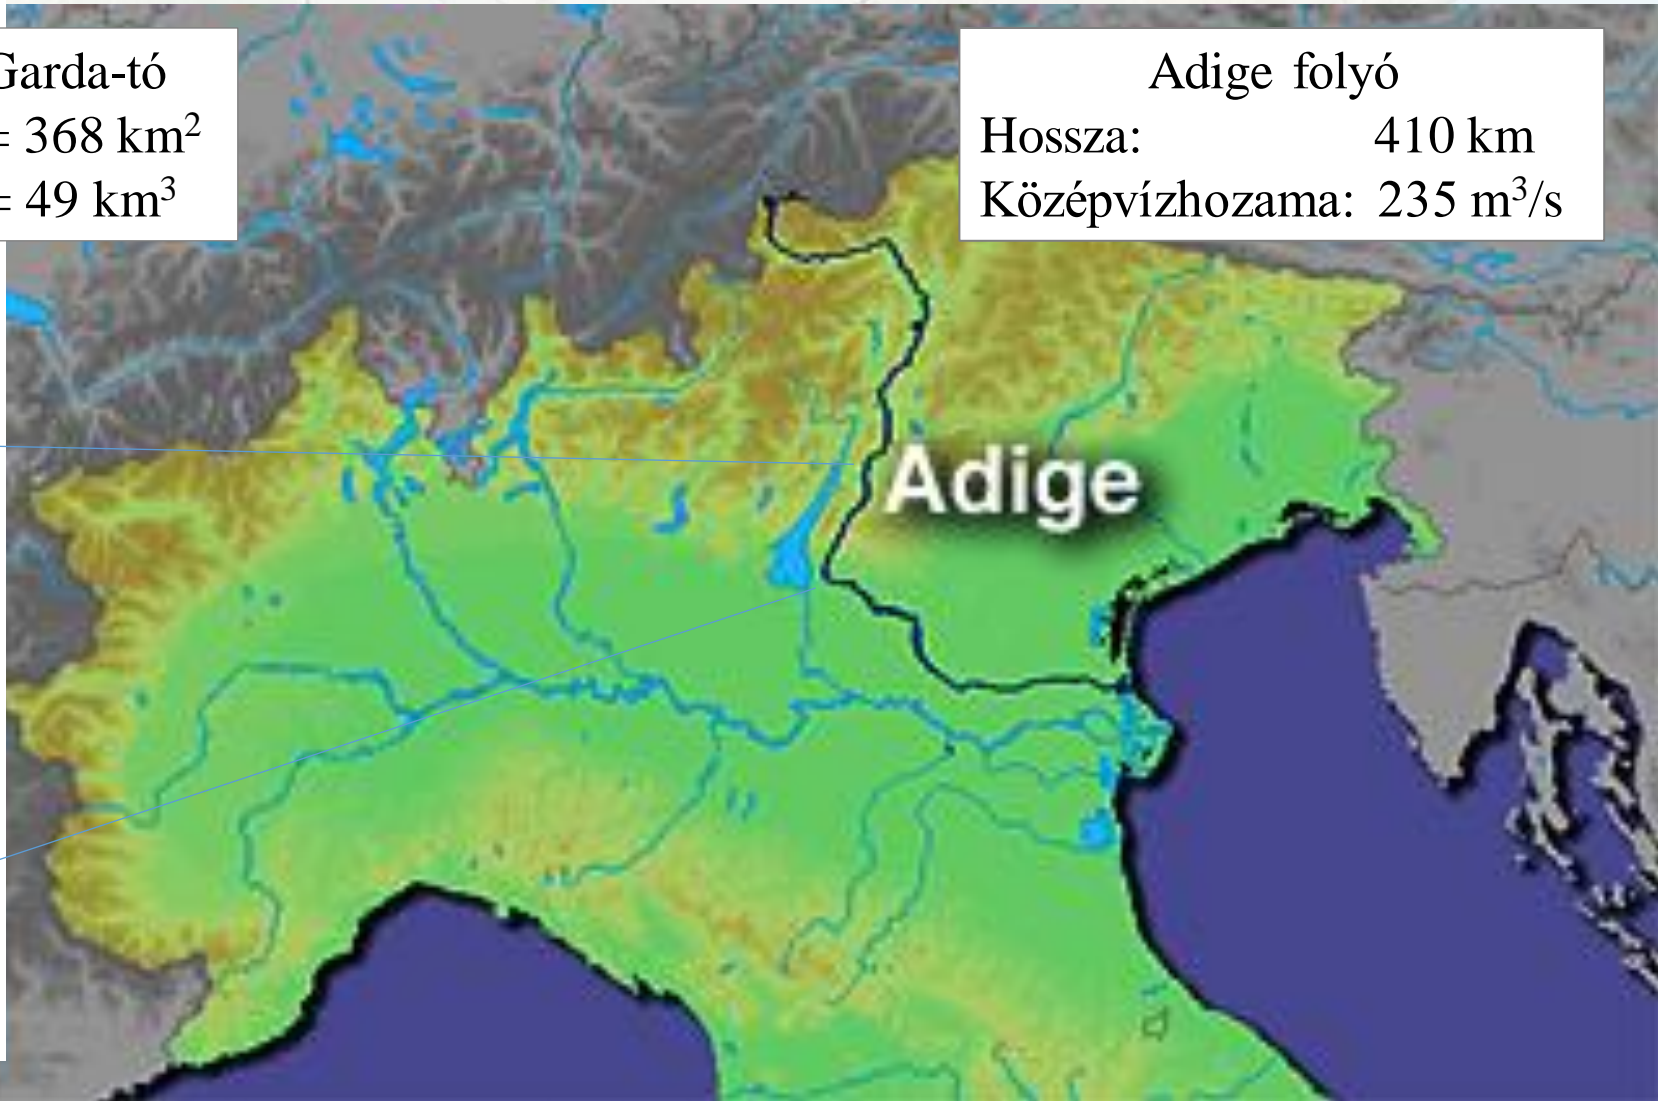 Garda-tó
= 368 km²
= 49 km³
Adige folyó
Hossza: 410 km
Középvízhozama: 235 m³/s
Adige